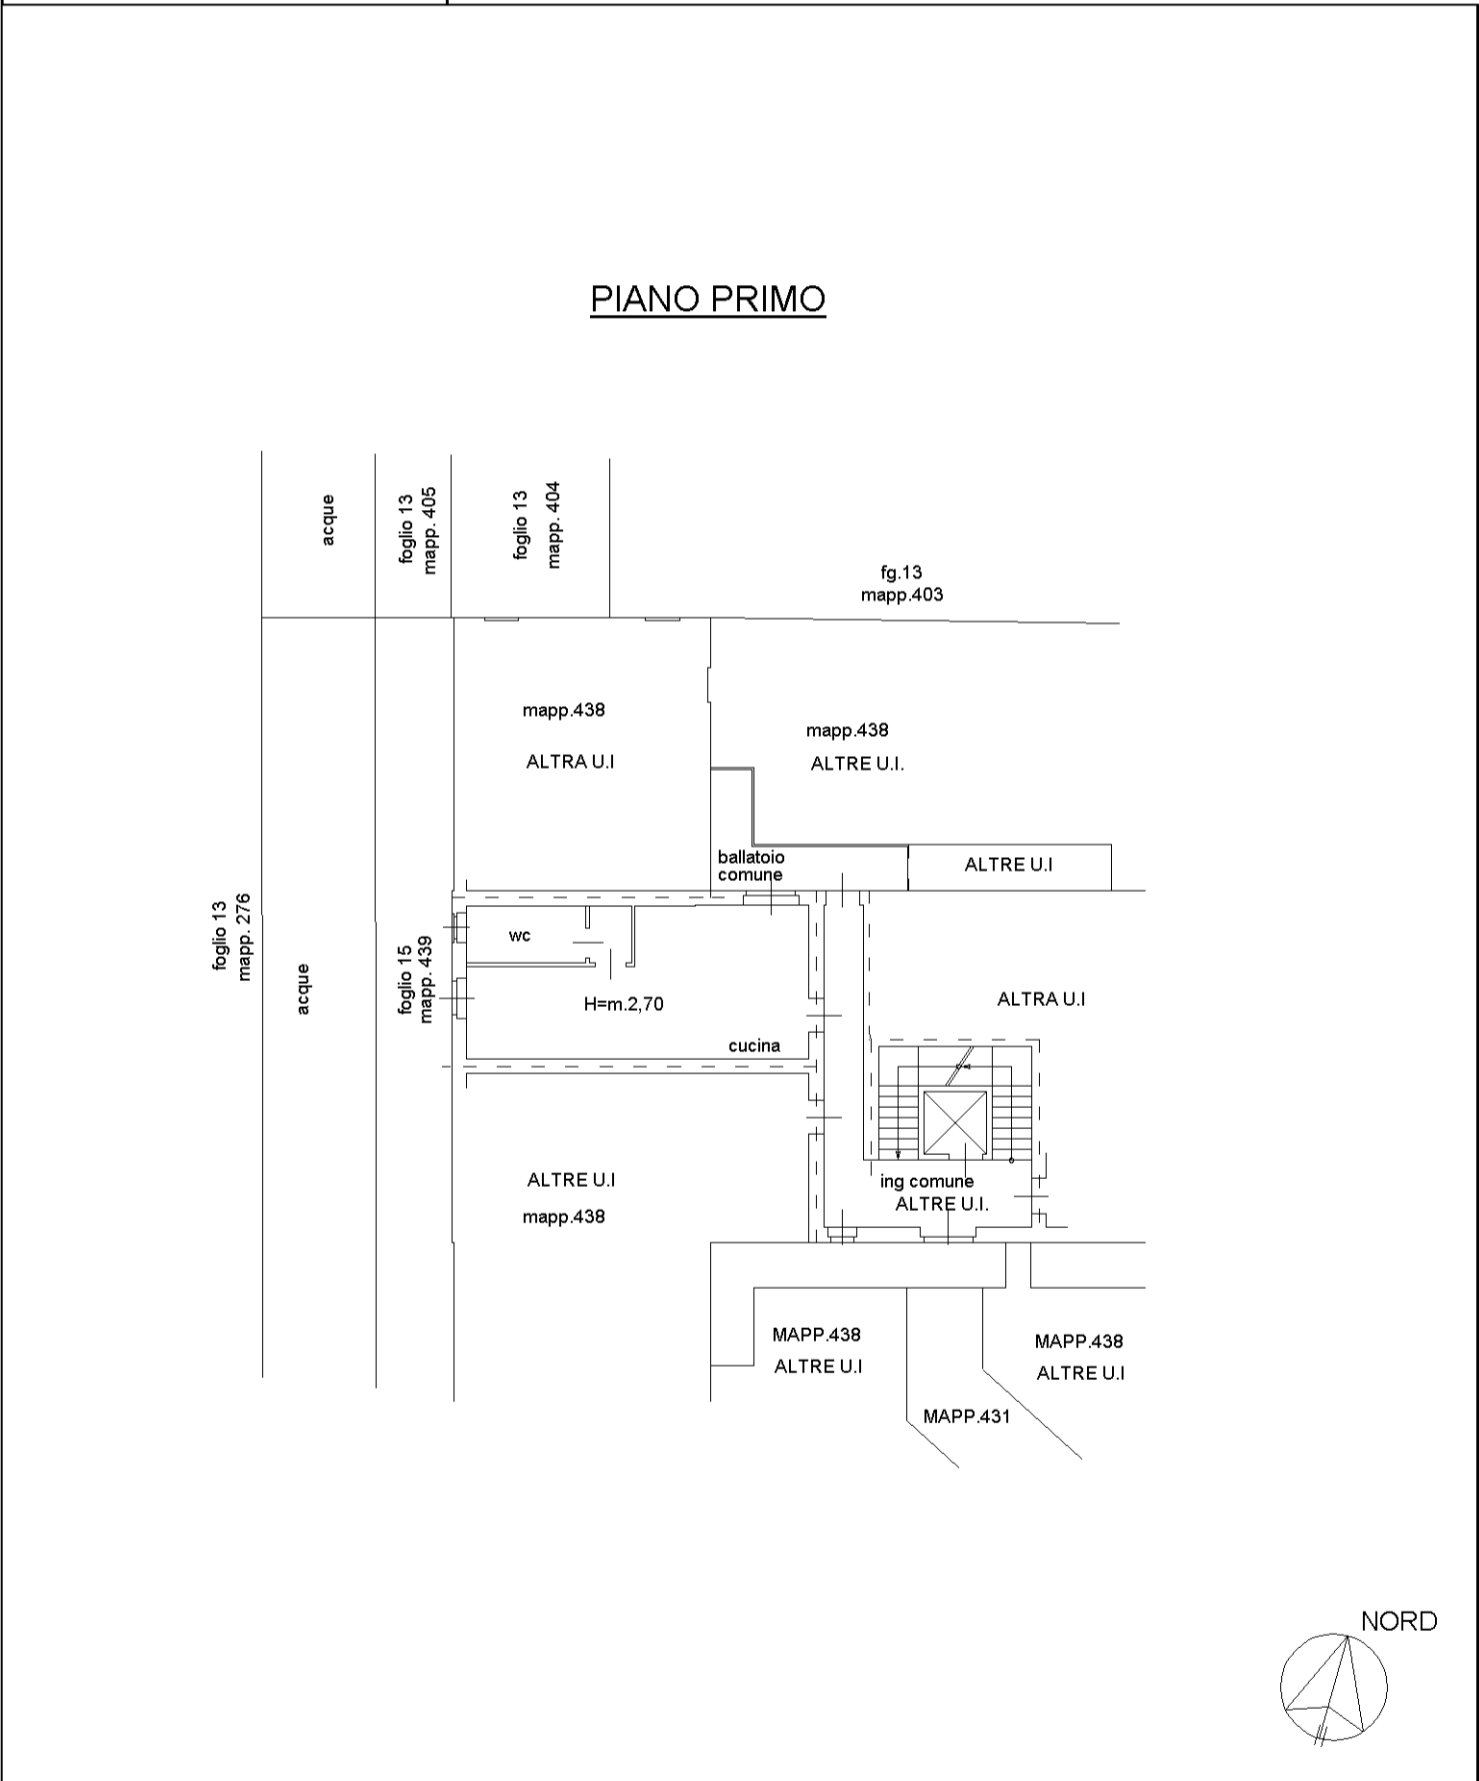 PIANO PRIMO
acque
foglio 13
mapp. 405
foglio 13
mapp. 404
fg.13
mapp.403
mapp.438
ALTRA U.I
mapp.438
ALTRE U.I.
ballatoio
comune
ALTRE U.I
foglio 13
mapp. 276
acque
foglio 15
mapp. 439
wc
H=m.2,70
cucina
ALTRA U.I
ALTRE U.I
mapp.438
ing comune
ALTRE U.I.
MAPP.438
ALTRE U.I
MAPP.438
ALTRE U.I
MAPP.431
NORD